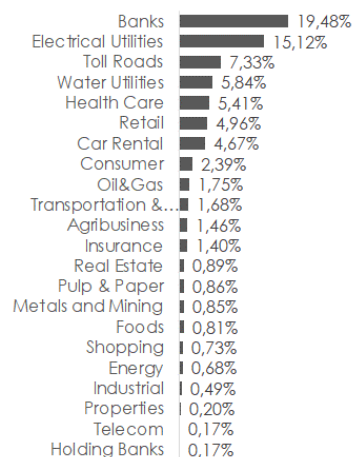 Banks 19,48%
Electrical Utilities 15,12%
Toll Roads 7,33%
Water Utilities 5,84%
Health Care 5,41%
Retail 4,96%
Car Rental 4,67%
Consumer 2,39%
Oil&Gas 1,75%
Transportation &... 1,68%
Agribusiness 1,46%
Insurance 1,40%
Real Estate 0,89%
Pulp & Paper 0,86%
Metals and Mining 0,85%
Foods 0,81%
Shopping 0,73%
Energy 0,68%
Industrial 0,49%
Properties 0,20%
Telecom 0,17%
Holding Banks 0,17%